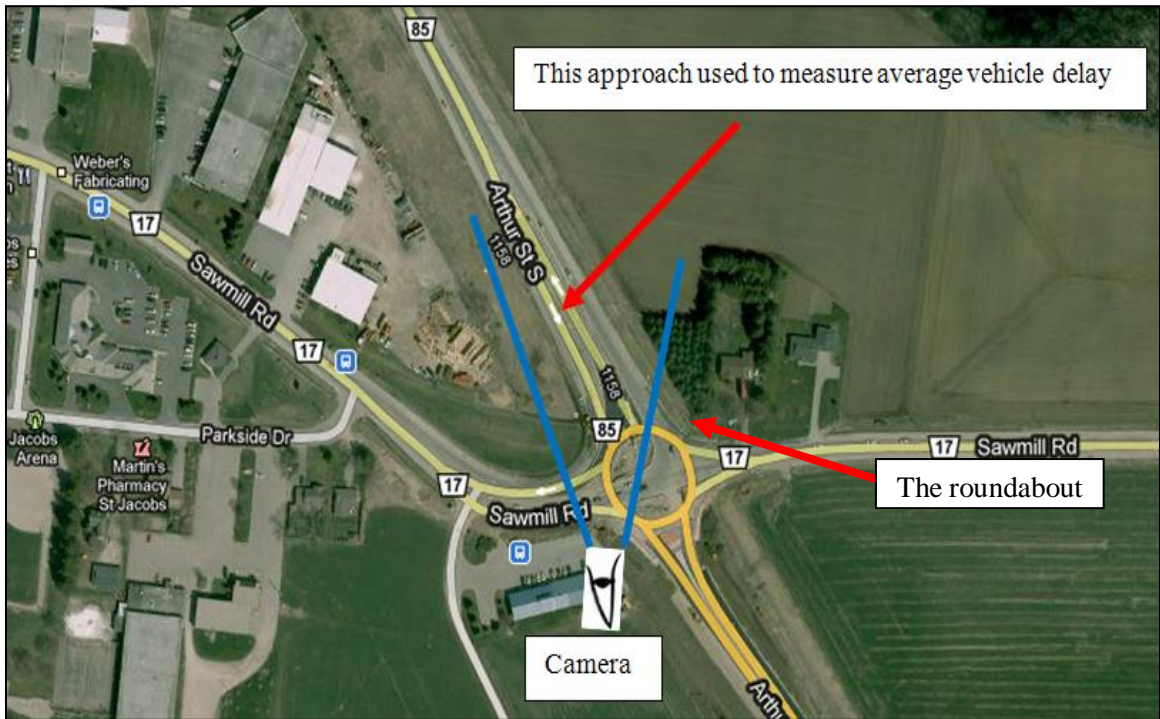 85
This approach used to measure average vehicle delay
Weber's
Fabricating
17
Arthur St S
1158
Sawmill Rd
17
1158
85
Jacobs
Arena
Parkside Dr
Martin's
Pharmacy
St Jacobs
17
17
Sawmill Rd
The roundabout
17
Sawmill Rd
Camera